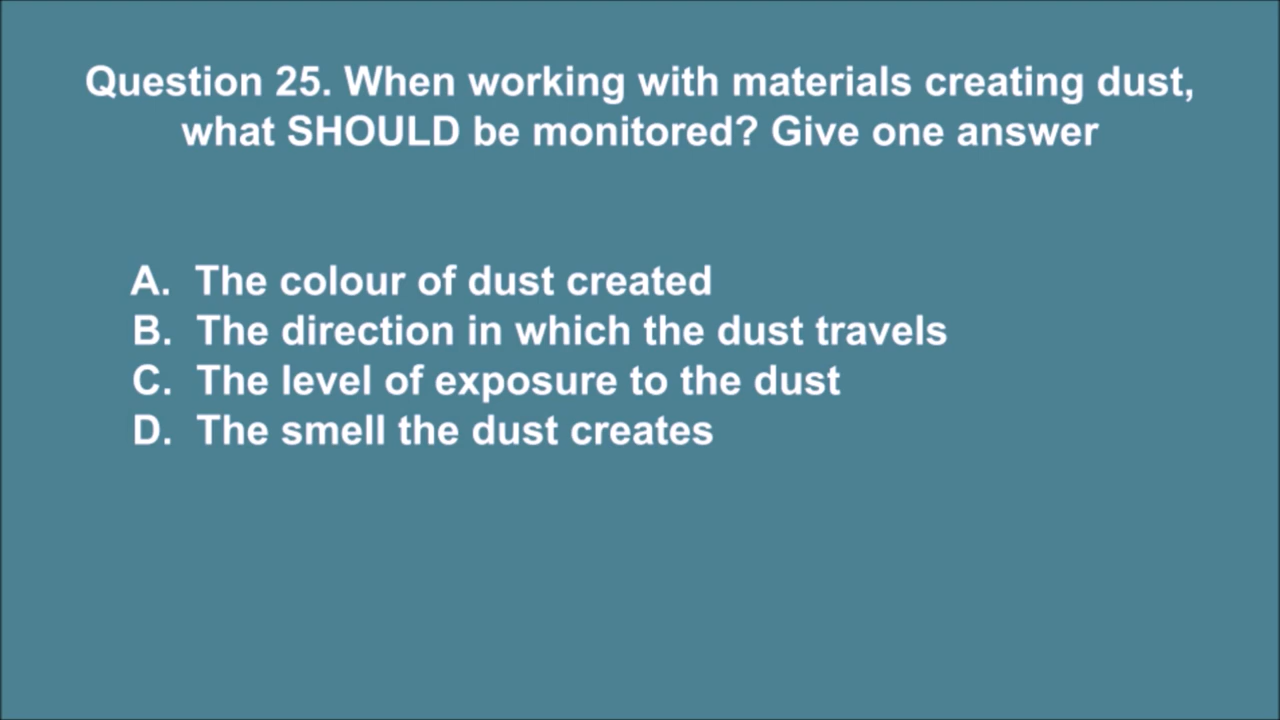 Question 25. When working with materials creating dust,
what SHOULD be monitored? Give one answer
A. The colour of dust created
B. The direction in which the dust travels
C. The level of exposure to the dust
D. The smell the dust creates